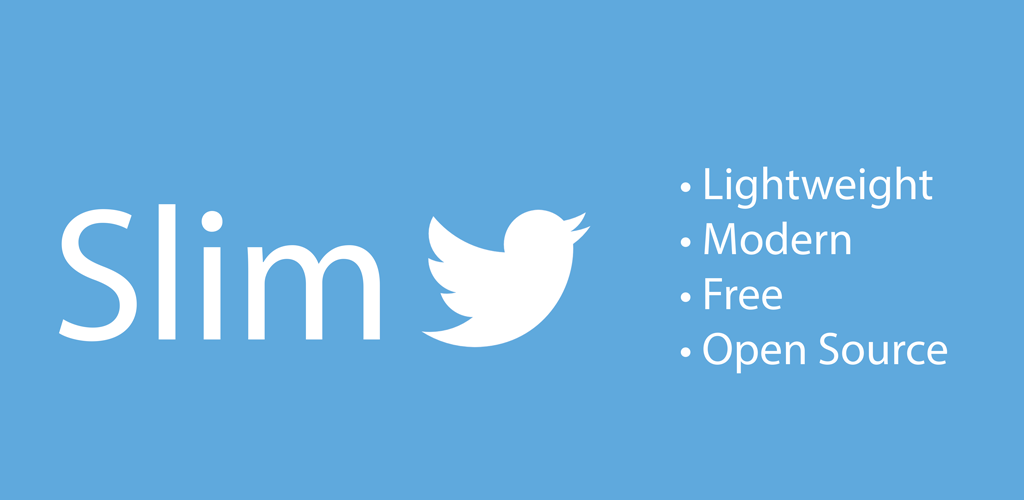 Slim
• Lightweight
• Modern
• Free
• Open Source